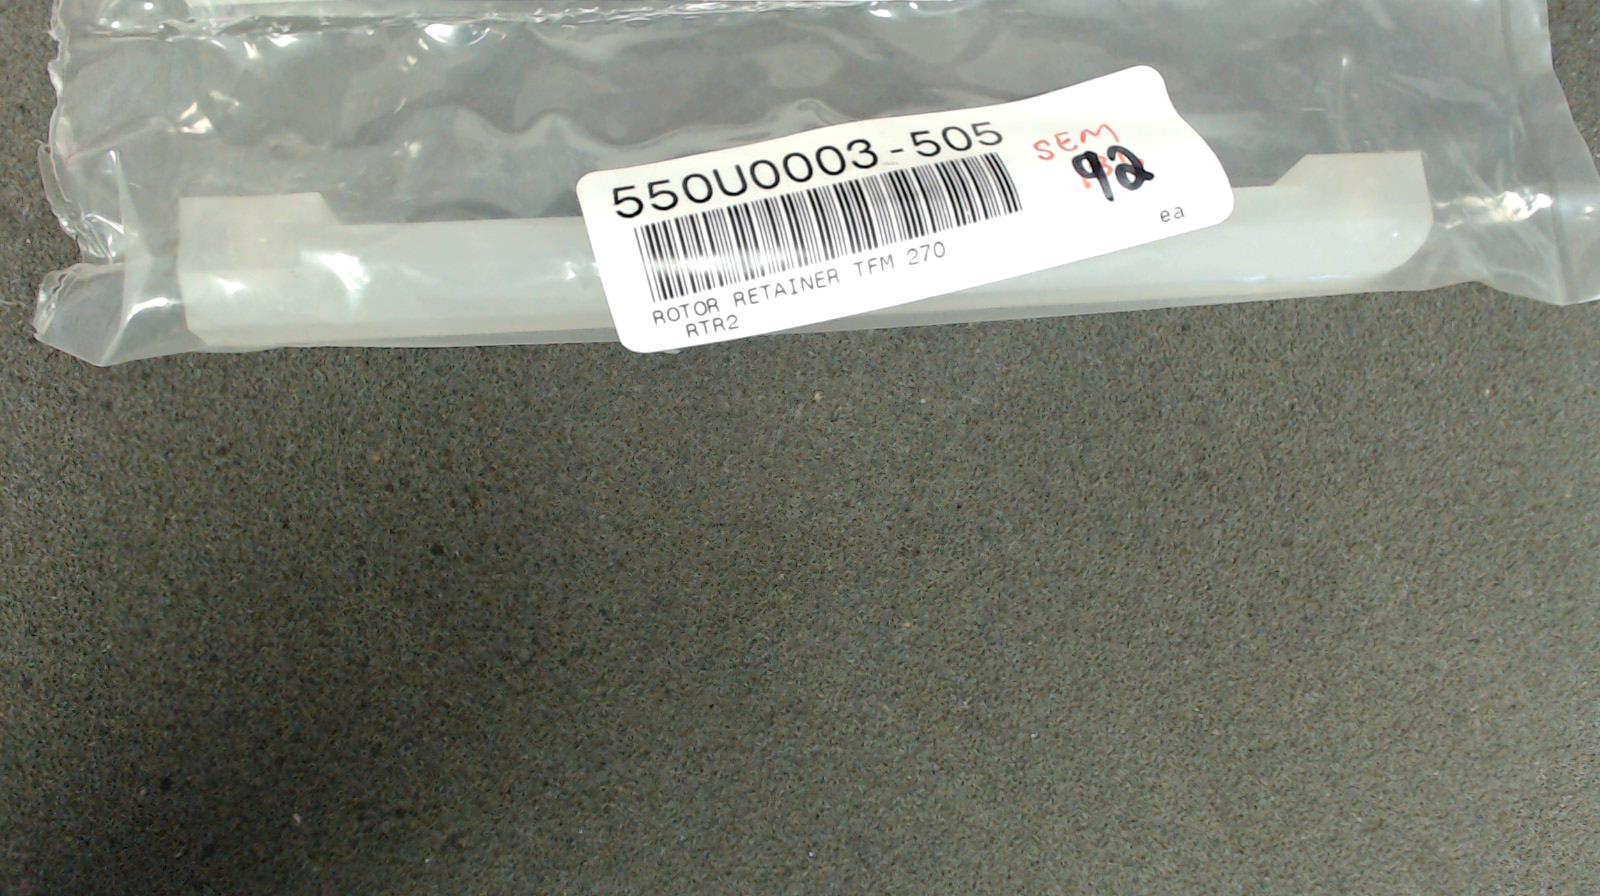 550U0003-505
SEM
92
ea
ROTOR RETAINER TFM 270
RTR2